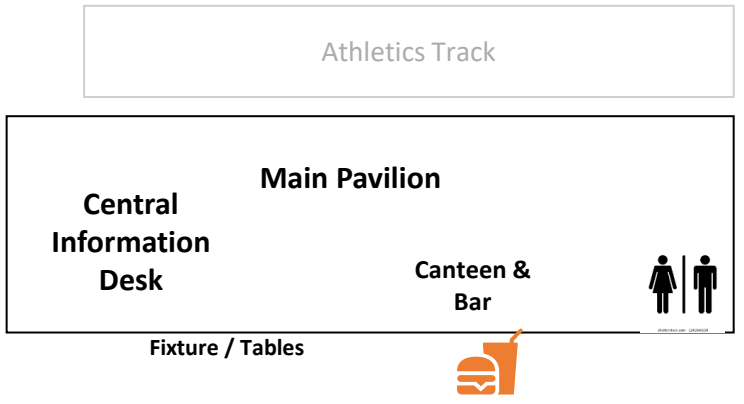 Athletics Track
Main Pavilion
Central
Information
Desk
Canteen &
Bar
Fixture / Tables